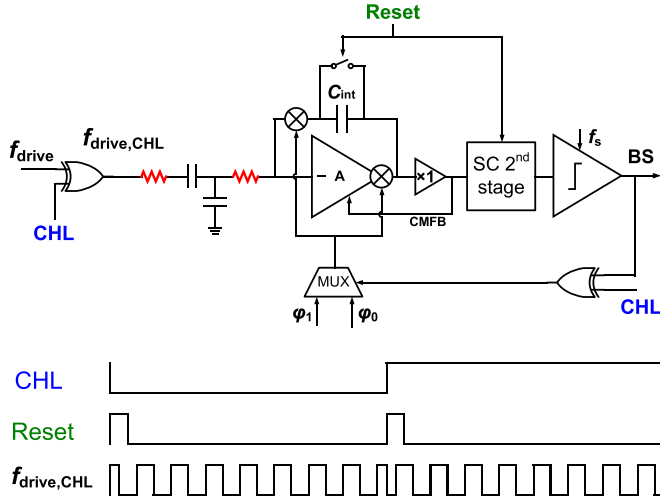 Reset
C_int
f_drive
f_drive,CHL
CHL
− A
×1
CMFB
SC 2nd
stage
f_s
BS
MUX
φ1 φ0
CHL
CHL
Reset
f_drive,CHL